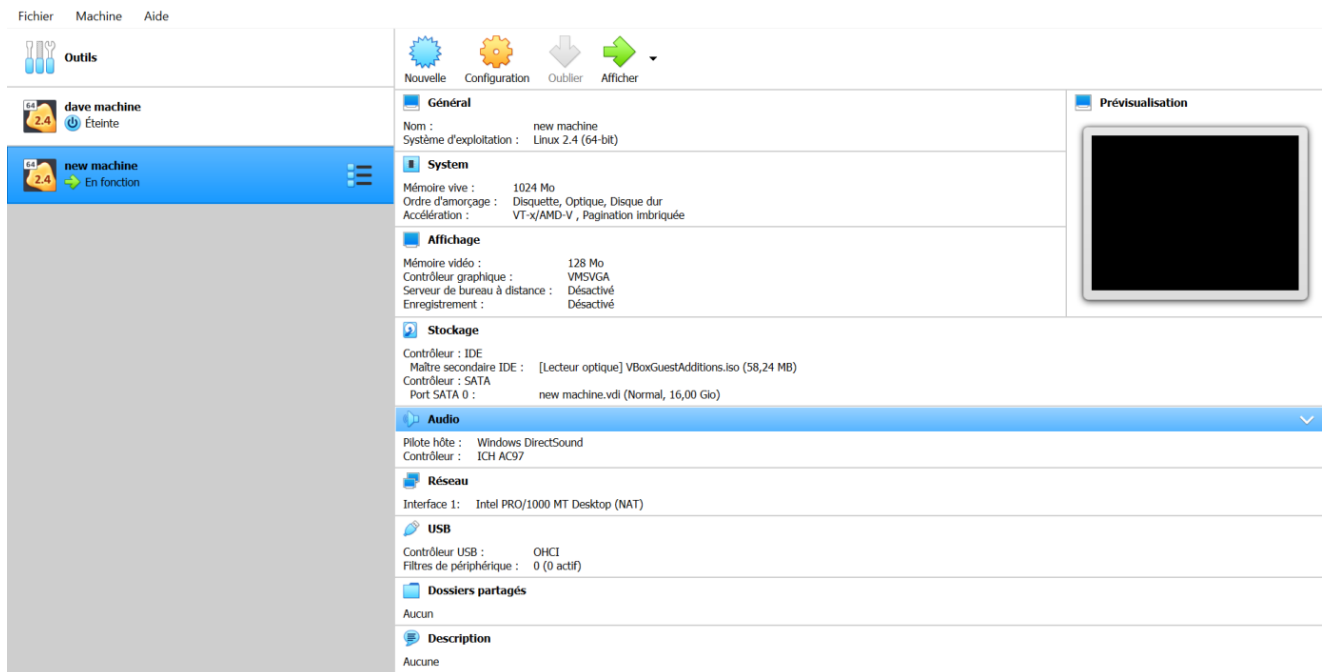 Fichier Machine Aide
Outils
64 2.4 dave machine
Éteinte
64 2.4 new machine
En fonction
Nouvelle Configuration Oublier Afficher
Général
Nom : new machine
Système d'exploitation : Linux 2.4 (64-bit)
System
Mémoire vive : 1024 Mo
Ordre d'amorçage : Disquette, Optique, Disque dur
Accélération : VT-x/AMD-V , Pagination imbriquée
Affichage
Mémoire vidéo : 128 Mo
Contrôleur graphique : VMSVGA
Serveur de bureau à distance : Désactivé
Enregistrement : Désactivé
Prévisualisation
Stockage
Contrôleur : IDE
Maître secondaire IDE : [Lecteur optique] VBoxGuestAdditions.iso (58,24 MB)
Contrôleur : SATA
Port SATA 0 : new machine.vdi (Normal, 16,00 Gio)
Audio
Pilote hôte : Windows DirectSound
Contrôleur : ICH AC97
Réseau
Interface 1: Intel PRO/1000 MT Desktop (NAT)
USB
Contrôleur USB : OHCI
Filtres de périphérique : 0 (0 actif)
Dossiers partagés
Aucun
Description
Aucune